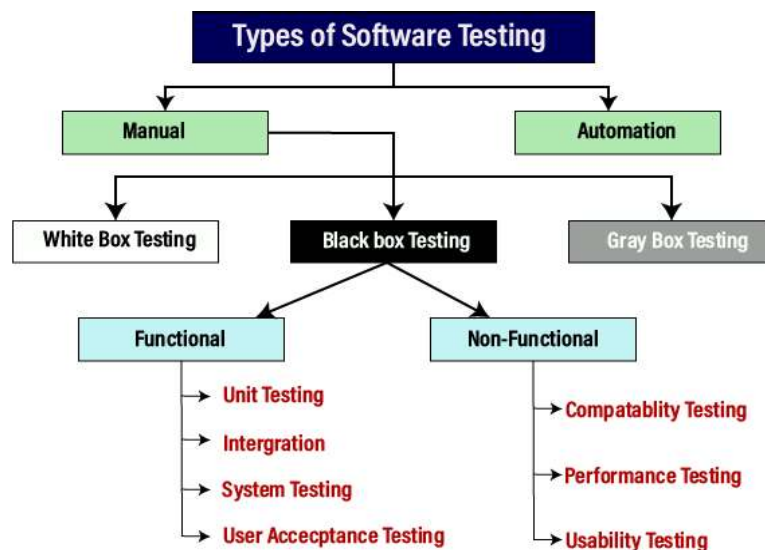 Types of Software Testing
Manual
Automation
White Box Testing
Black box Testing
Gray Box Testing
Functional
Non-Functional
Unit Testing
Intergration
System Testing
User Accecptance Testing
Compatablity Testing
Performance Testing
Usability Testing